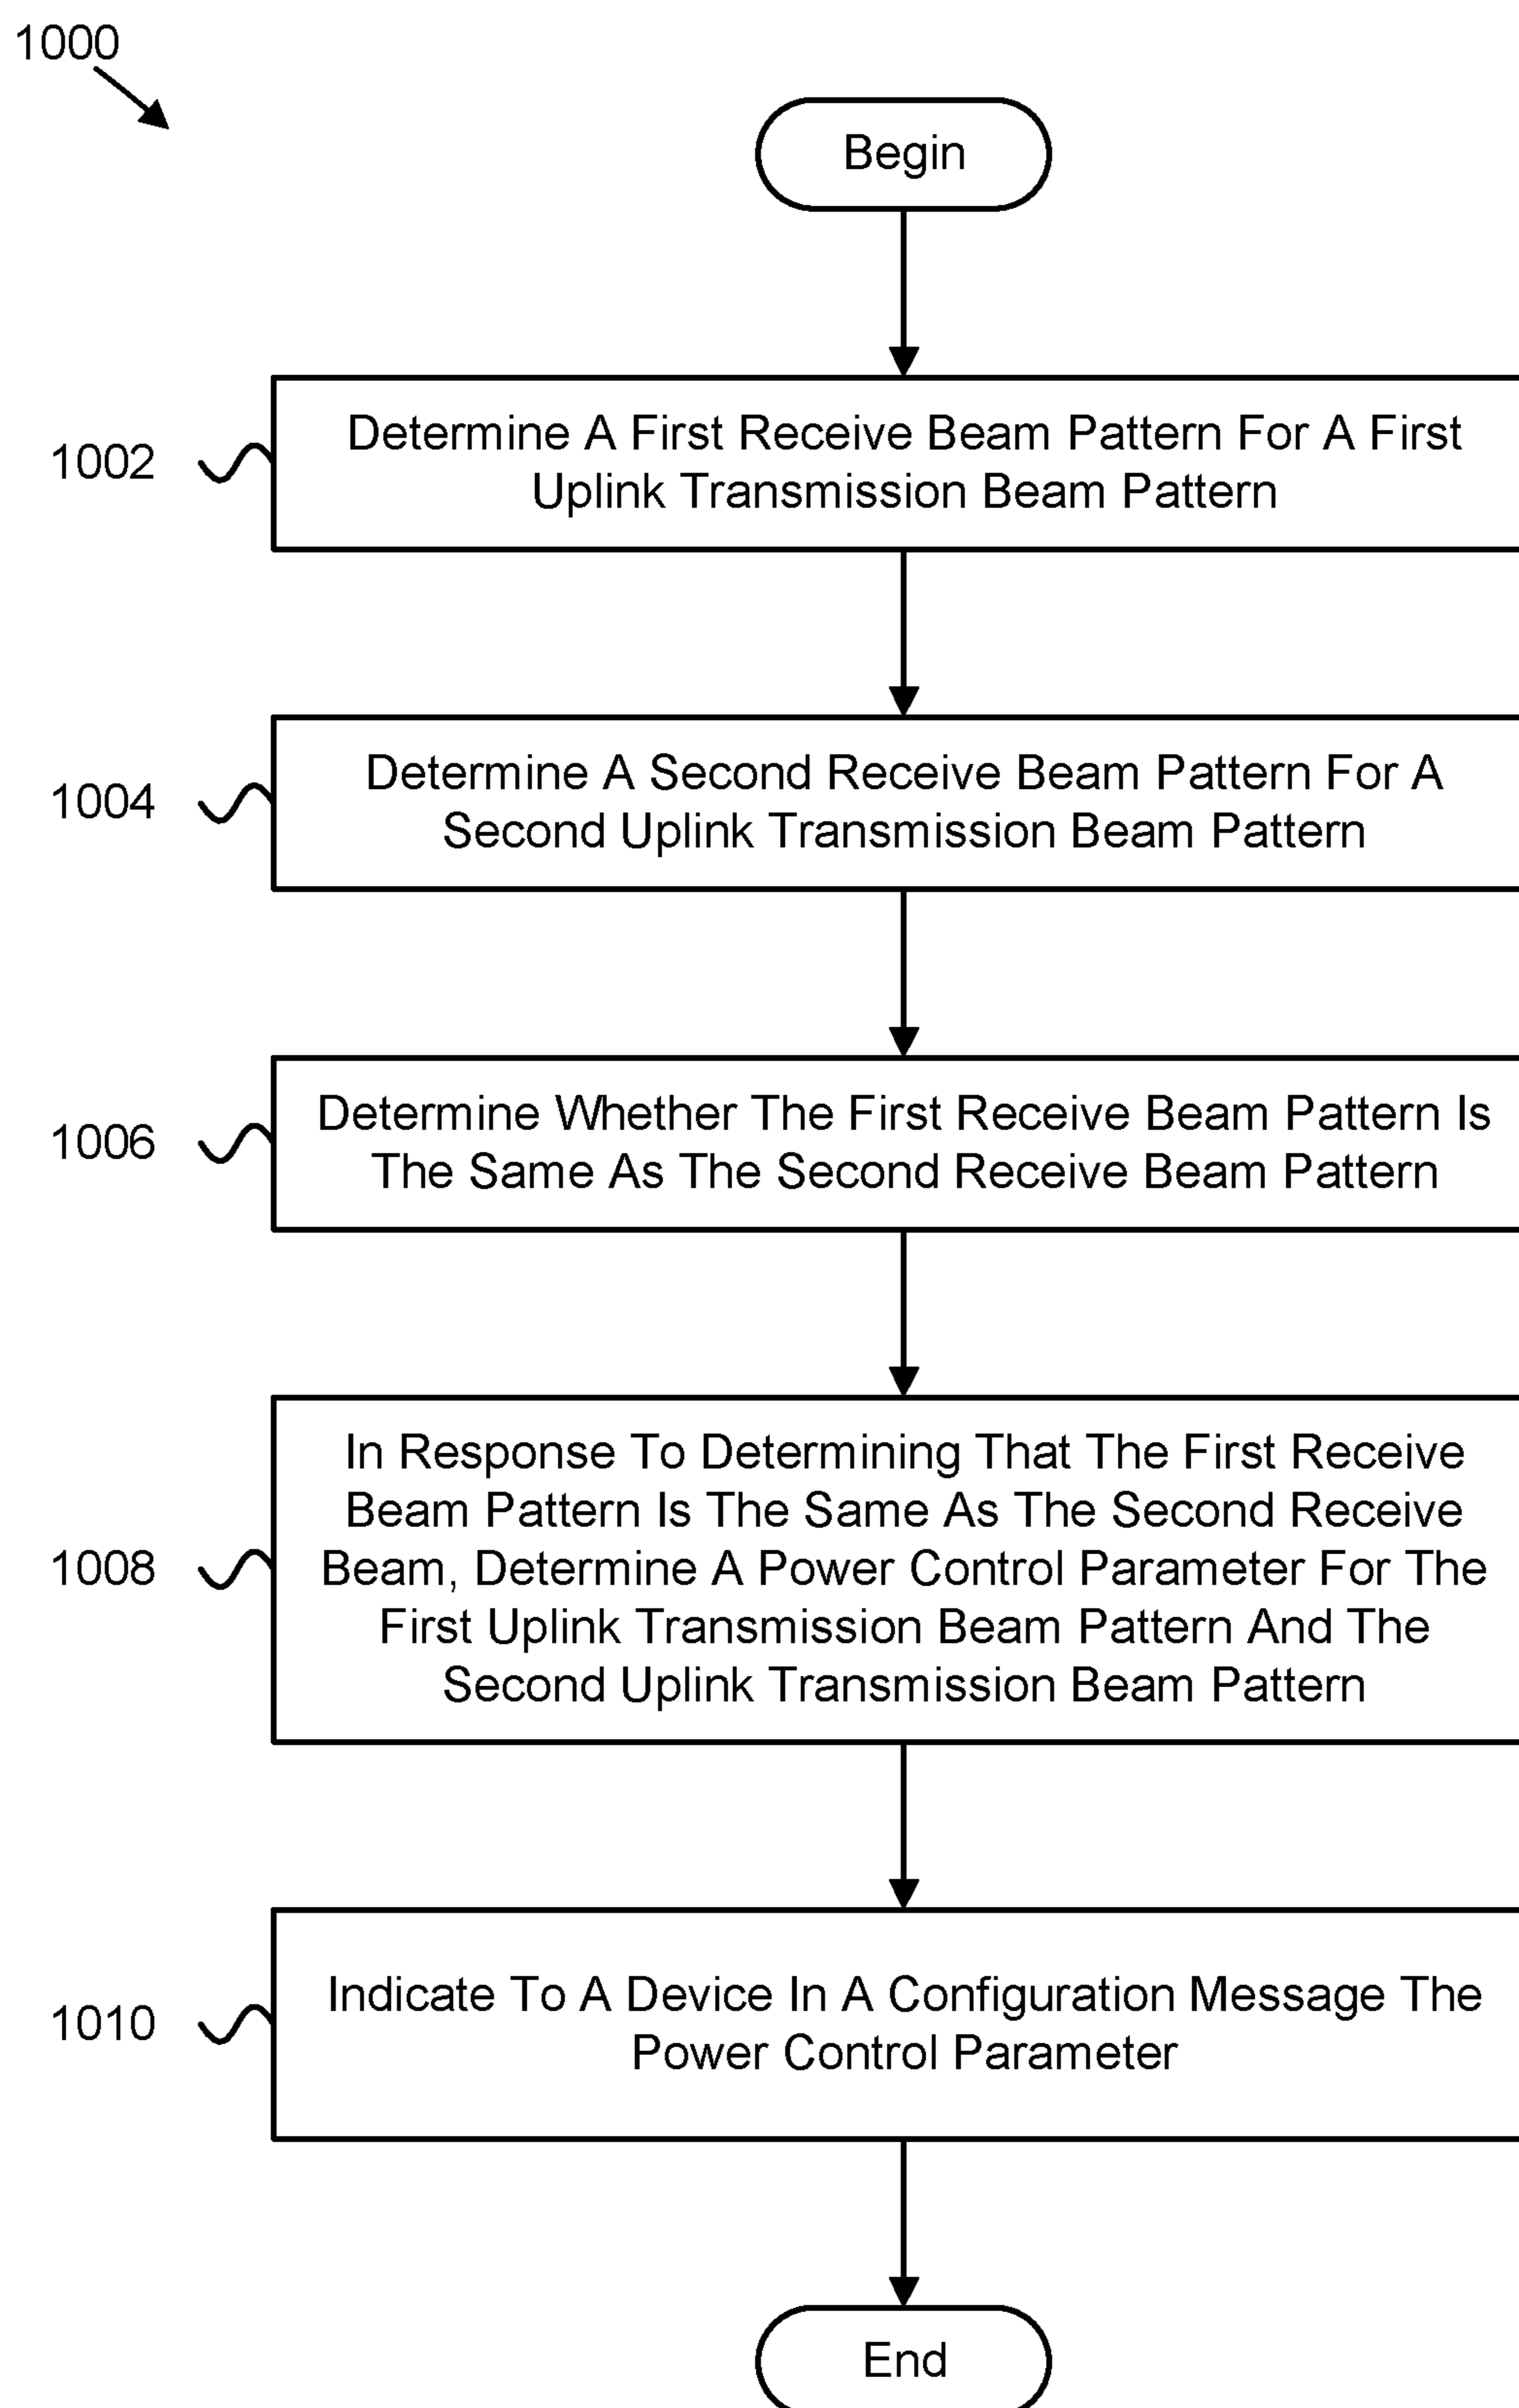 1000
Begin
1002
Determine A First Receive Beam Pattern For A First
Uplink Transmission Beam Pattern
1004
Determine A Second Receive Beam Pattern For A
Second Uplink Transmission Beam Pattern
1006
Determine Whether The First Receive Beam Pattern Is
The Same As The Second Receive Beam Pattern
1008
In Response To Determining That The First Receive
Beam Pattern Is The Same As The Second Receive
Beam, Determine A Power Control Parameter For The
First Uplink Transmission Beam Pattern And The
Second Uplink Transmission Beam Pattern
1010
Indicate To A Device In A Configuration Message The
Power Control Parameter
End